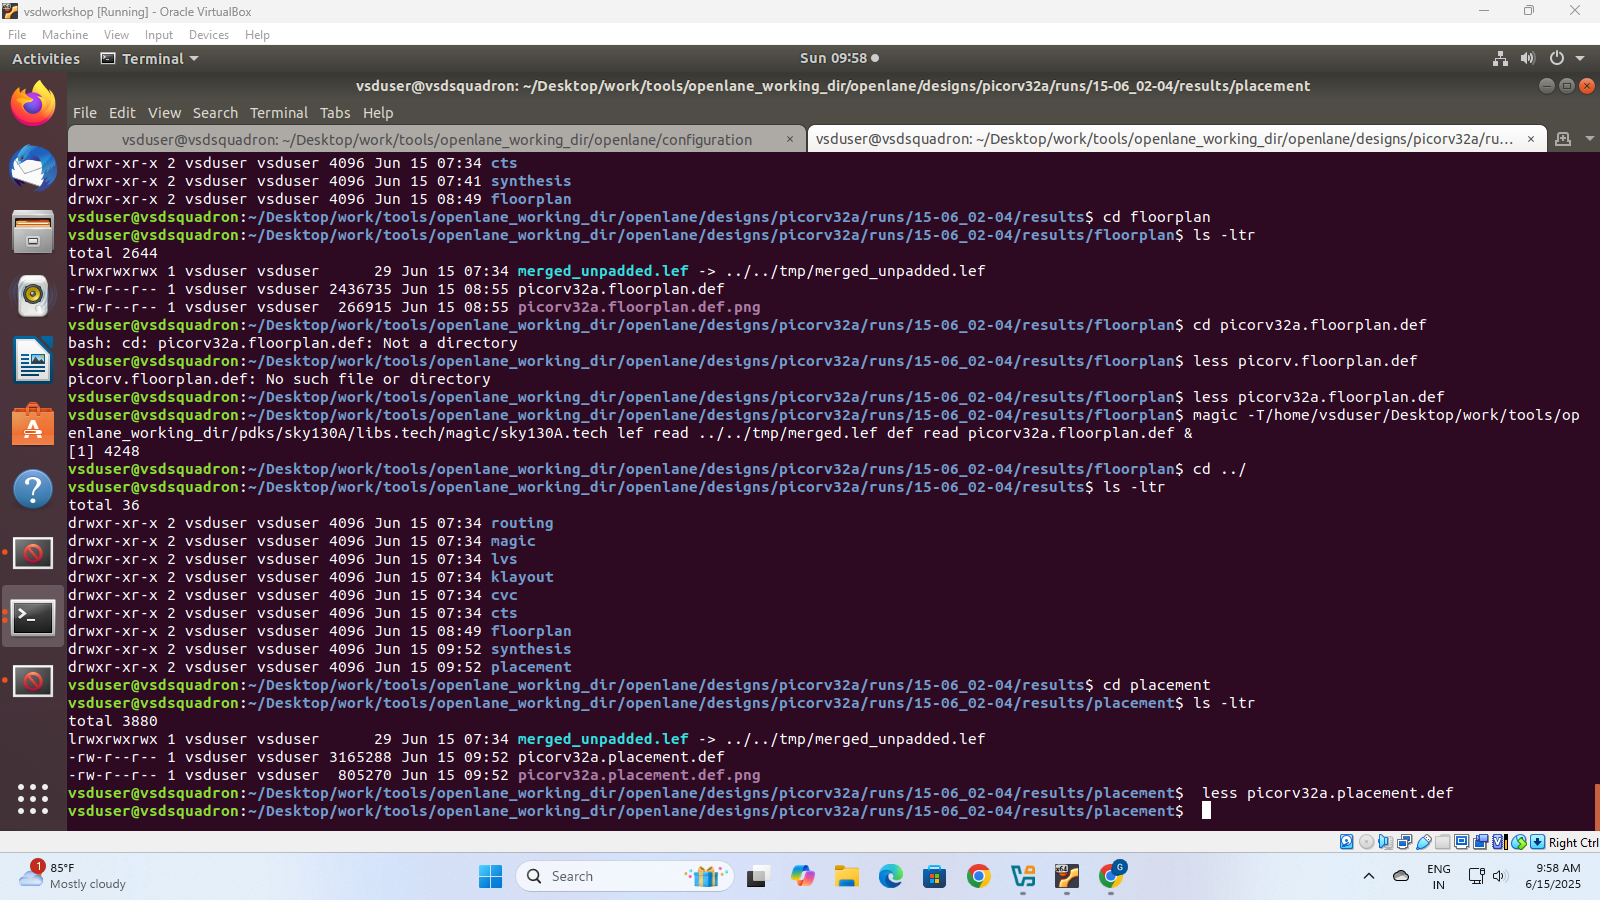 vsdworkshop [Running] - Oracle VirtualBox
File Machine View Input Devices Help
Activities Terminal Sun 09:58
vsduser@vsdsquadron: ~/Desktop/work/tools/openlane_working_dir/openlane/designs/picorv32a/runs/15-06_02-04/results/placement
File Edit View Search Terminal Tabs Help
vsduser@vsdsquadron: ~/Desktop/work/tools/openlane_working_dir/openlane/configuration × vsduser@vsdsquadron: ~/Desktop/work/tools/openlane_working_dir/openlane/designs/picorv32a/ru... ×
drwxr-xr-x 2 vsduser vsduser 4096 Jun 15 07:34 cts
drwxr-xr-x 2 vsduser vsduser 4096 Jun 15 07:41 synthesis
drwxr-xr-x 2 vsduser vsduser 4096 Jun 15 08:49 floorplan
vsduser@vsdsquadron:~/Desktop/work/tools/openlane_working_dir/openlane/designs/picorv32a/runs/15-06_02-04/results$ cd floorplan
vsduser@vsdsquadron:~/Desktop/work/tools/openlane_working_dir/openlane/designs/picorv32a/runs/15-06_02-04/results/floorplan$ ls -ltr
total 2644
lrwxrwxrwx 1 vsduser vsduser      29 Jun 15 07:34 merged_unpadded.lef -> ../../tmp/merged_unpadded.lef
-rw-r--r-- 1 vsduser vsduser 2436735 Jun 15 08:55 picorv32a.floorplan.def
-rw-r--r-- 1 vsduser vsduser  266915 Jun 15 08:55 picorv32a.floorplan.def.png
vsduser@vsdsquadron:~/Desktop/work/tools/openlane_working_dir/openlane/designs/picorv32a/runs/15-06_02-04/results/floorplan$ cd picorv32a.floorplan.def
bash: cd: picorv32a.floorplan.def: Not a directory
vsduser@vsdsquadron:~/Desktop/work/tools/openlane_working_dir/openlane/designs/picorv32a/runs/15-06_02-04/results/floorplan$ less picorv.floorplan.def
picorv.floorplan.def: No such file or directory
vsduser@vsdsquadron:~/Desktop/work/tools/openlane_working_dir/openlane/designs/picorv32a/runs/15-06_02-04/results/floorplan$ less picorv32a.floorplan.def
vsduser@vsdsquadron:~/Desktop/work/tools/openlane_working_dir/openlane/designs/picorv32a/runs/15-06_02-04/results/floorplan$ magic -T/home/vsduser/Desktop/work/tools/op
enlane_working_dir/pdks/sky130A/libs.tech/magic/sky130A.tech lef read ../../tmp/merged.lef def read picorv32a.floorplan.def &
[1] 4248
vsduser@vsdsquadron:~/Desktop/work/tools/openlane_working_dir/openlane/designs/picorv32a/runs/15-06_02-04/results/floorplan$ cd ../
vsduser@vsdsquadron:~/Desktop/work/tools/openlane_working_dir/openlane/designs/picorv32a/runs/15-06_02-04/results$ ls -ltr
total 36
drwxr-xr-x 2 vsduser vsduser 4096 Jun 15 07:34 routing
drwxr-xr-x 2 vsduser vsduser 4096 Jun 15 07:34 magic
drwxr-xr-x 2 vsduser vsduser 4096 Jun 15 07:34 lvs
drwxr-xr-x 2 vsduser vsduser 4096 Jun 15 07:34 klayout
drwxr-xr-x 2 vsduser vsduser 4096 Jun 15 07:34 cvc
drwxr-xr-x 2 vsduser vsduser 4096 Jun 15 07:34 cts
drwxr-xr-x 2 vsduser vsduser 4096 Jun 15 08:49 floorplan
drwxr-xr-x 2 vsduser vsduser 4096 Jun 15 09:52 synthesis
drwxr-xr-x 2 vsduser vsduser 4096 Jun 15 09:52 placement
vsduser@vsdsquadron:~/Desktop/work/tools/openlane_working_dir/openlane/designs/picorv32a/runs/15-06_02-04/results$ cd placement
vsduser@vsdsquadron:~/Desktop/work/tools/openlane_working_dir/openlane/designs/picorv32a/runs/15-06_02-04/results/placement$ ls -ltr
total 3880
lrwxrwxrwx 1 vsduser vsduser      29 Jun 15 07:34 merged_unpadded.lef -> ../../tmp/merged_unpadded.lef
-rw-r--r-- 1 vsduser vsduser 3165288 Jun 15 09:52 picorv32a.placement.def
-rw-r--r-- 1 vsduser vsduser  805270 Jun 15 09:52 picorv32a.placement.def.png
vsduser@vsdsquadron:~/Desktop/work/tools/openlane_working_dir/openlane/designs/picorv32a/runs/15-06_02-04/results/placement$  less picorv32a.placement.def
vsduser@vsdsquadron:~/Desktop/work/tools/openlane_working_dir/openlane/designs/picorv32a/runs/15-06_02-04/results/placement$
Right Ctrl
1 85°F
Mostly cloudy
Search
ENG
IN
9:58 AM
6/15/2025